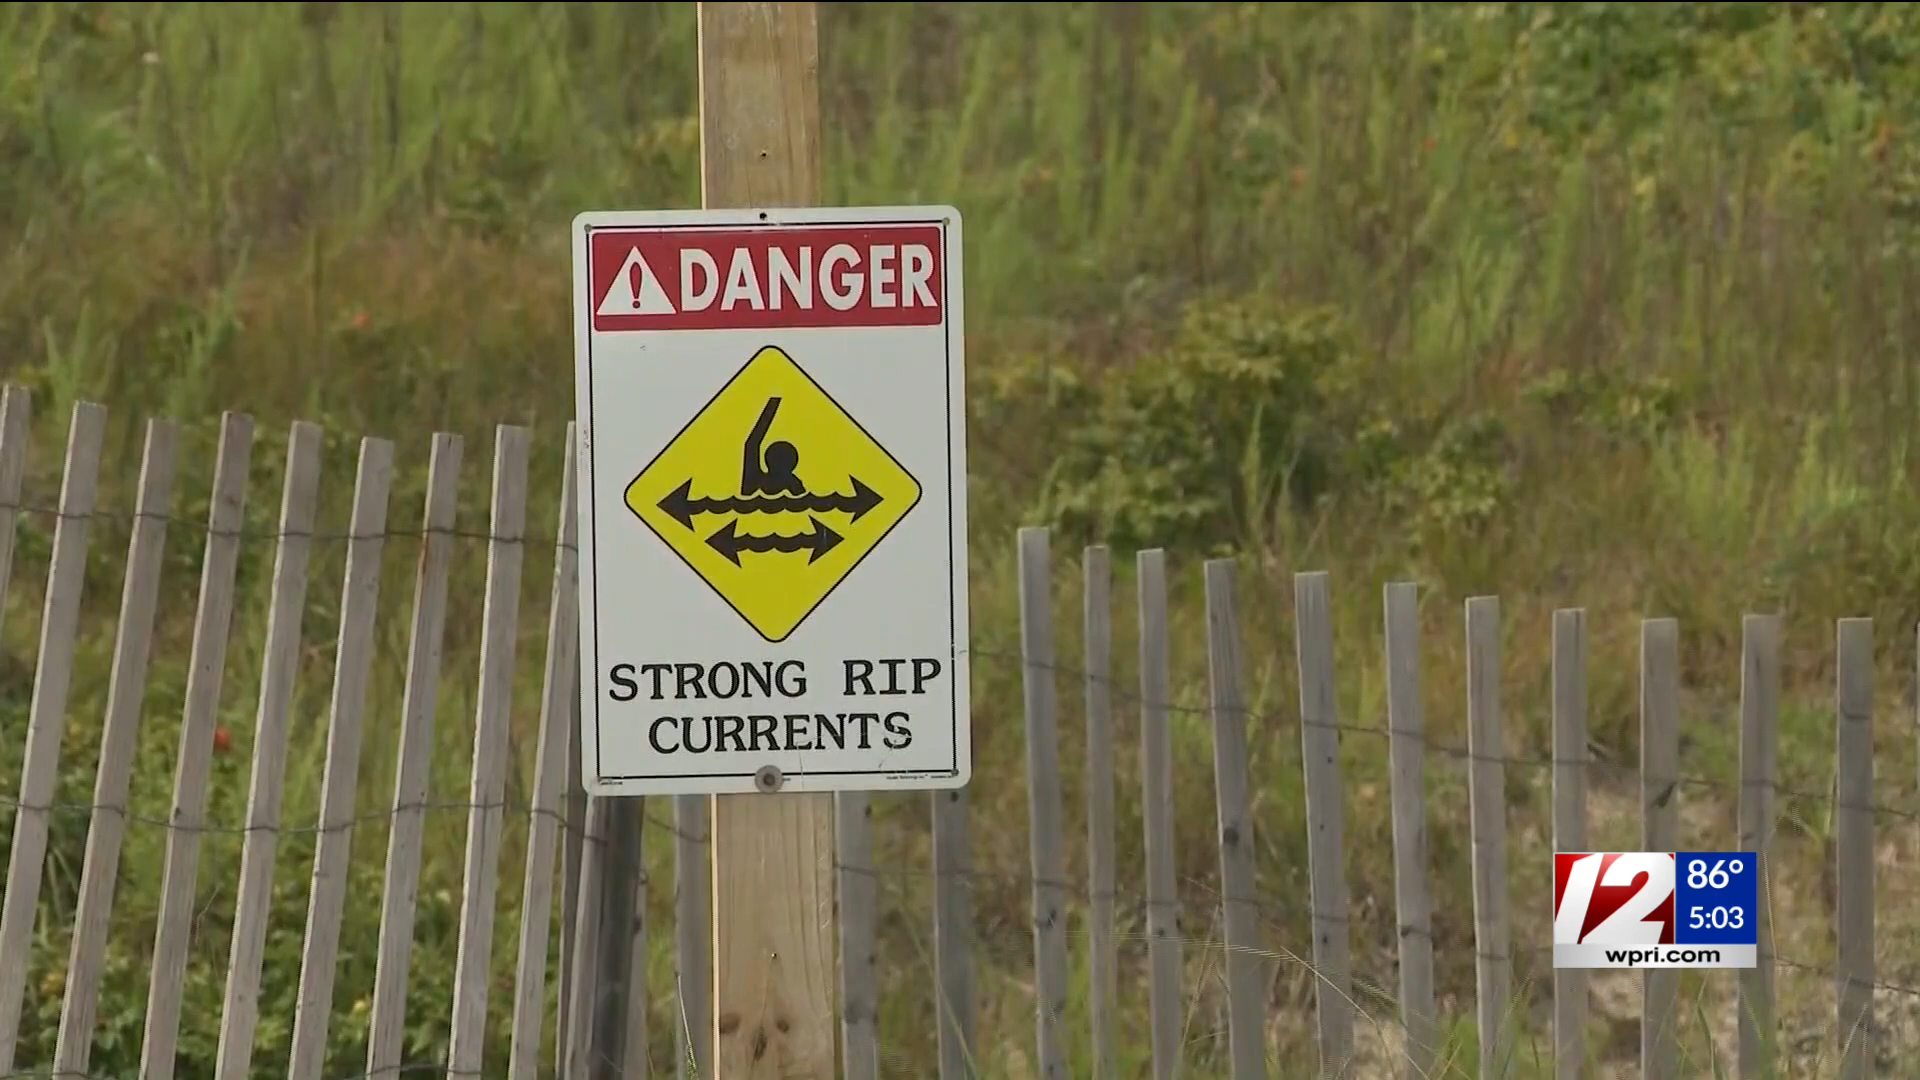 DANGER
STRONG RIP
CURRENTS
12
86°
5:03
wpri.com